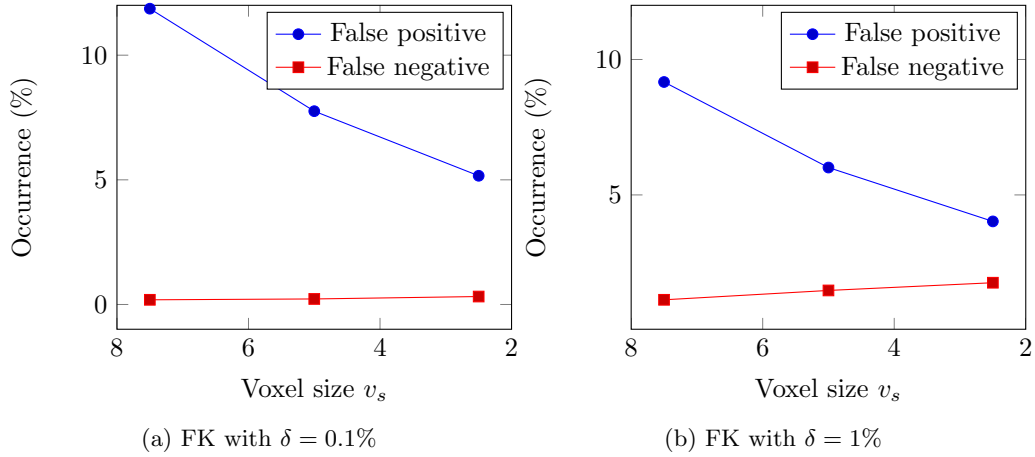 False positive
False negative
10
5
0
8
6
4
2
Occurrence (%)
Voxel size v_s
(a) FK with δ = 0.1%
False positive
False negative
10
5
8
6
4
2
Occurrence (%)
Voxel size v_s
(b) FK with δ = 1%